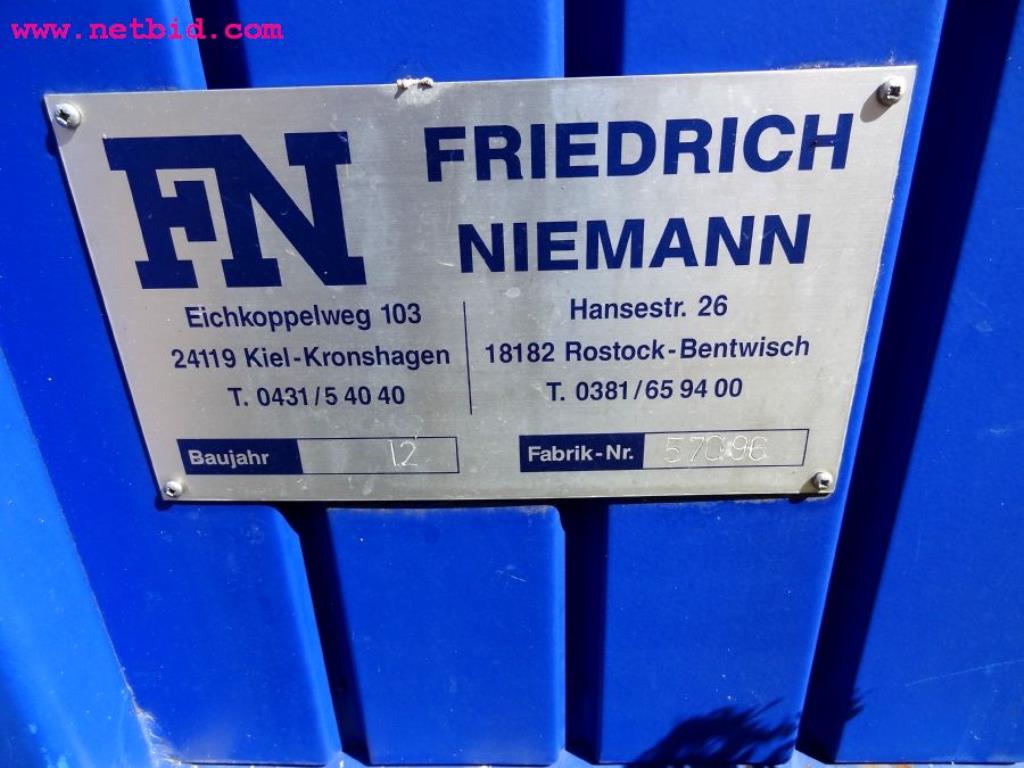 www.netbid.com
FN
FRIEDRICH
NIEMANN
Eichkoppelweg 103
24119 Kiel-Kronshagen
T. 0431/5 40 40
Hansestr. 26
18182 Rostock-Bentwisch
T. 0381/65 94 00
Baujahr 12
Fabrik-Nr. 57096